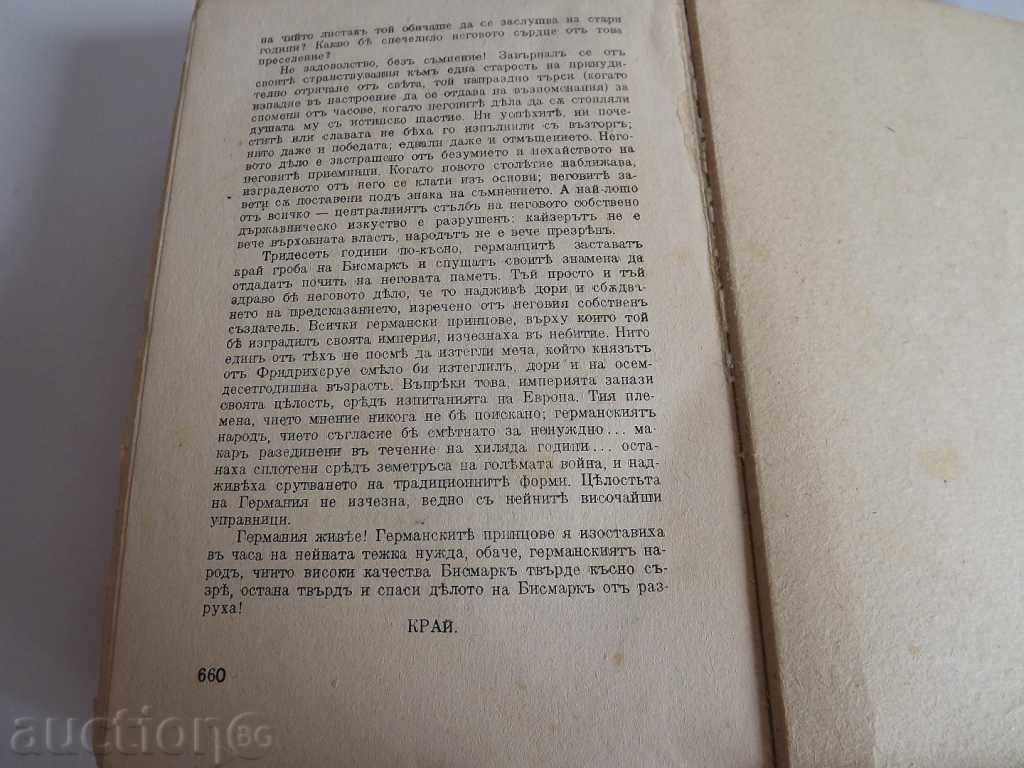 на чийто листакъ той обичаше да се заслушва на стари
години? Какво бѣ спечелило неговото сърдце отъ това
преселение?
Не задоволство, безъ съмнение! Завърналъ се отъ
своитѣ странствувания къмъ една старость на принуди-
телно отричане отъ свѣта, той напраздно търси (когато
изпадне въ настроение да се отдава на възпоминания) за
спомени отъ часове, когато неговитѣ дѣла да сѫ стопляли
душата му съ истинско щастие. Ни успѣхитѣ, ни поче-
ститѣ или славата не бѣха го изпълнили съ възторгъ;
нито даже и победата; едвали даже и отмъщението. Него-
вото дѣло е застрашено отъ безумието и нехайството на
неговитѣ приемници. Когато новото столѣтие наближава,
изграденото отъ него се клати изъ основи; неговитѣ за-
вети сѫ поставени подъ знака на съмнението. А най-лошо
отъ всичко — централниятъ стълбъ на неговото собствено
държавническо изкуство е разрушенъ: кайзерътъ не е
вече върховната власть, народътъ не е вече презрѣнъ.
Тридесеть години по-късно, германцитѣ заставатъ
край гроба на Бисмаркъ и спущатъ своитѣ знамена да
отдадатъ почить на неговата паметь. Тъй просто и тъй
здраво бѣ неговото дѣло, че то надживѣ дори и сбѫдва-
нето на предсказанието, изречено отъ неговия собственъ
създатель. Всички германски принцове, върху които той
бѣ изградилъ своята империя, изчезнаха въ небитие. Нито
единъ отъ тѣхъ не посмѣ да изтегли меча, който князътъ
отъ Фридрихсруе смѣло би изтеглилъ, дори и на осем-
десетгодишна възрасть. Въпрѣки това, империята запази
своята цѣлость, срѣдъ изпитанията на Европа. Тия пле-
мена, чието мнение никога не бѣ поискано; германскиятъ
народъ, чието съгласие бѣ смѣтнато за ненуждно... ма-
каръ разединени въ течение на хиляда години... оста-
наха сплотени срѣдъ земетръса на голѣмата война, и над-
живѣха срутването на традиционнитѣ форми. Цѣлостьта
на Германия не изчезна, ведно съ нейнитѣ височайши
управници.
Германия живѣе! Германскитѣ принцове я изоставиха
въ часа на нейната тежка нужда, обаче, германскиятъ на-
родъ, чиито високи качества Бисмаркъ твърде късно съ-
зрѣ, остана твърдъ и спаси дѣлото на Бисмаркъ отъ раз-
руха!
КРАЙ.
660
auction BG